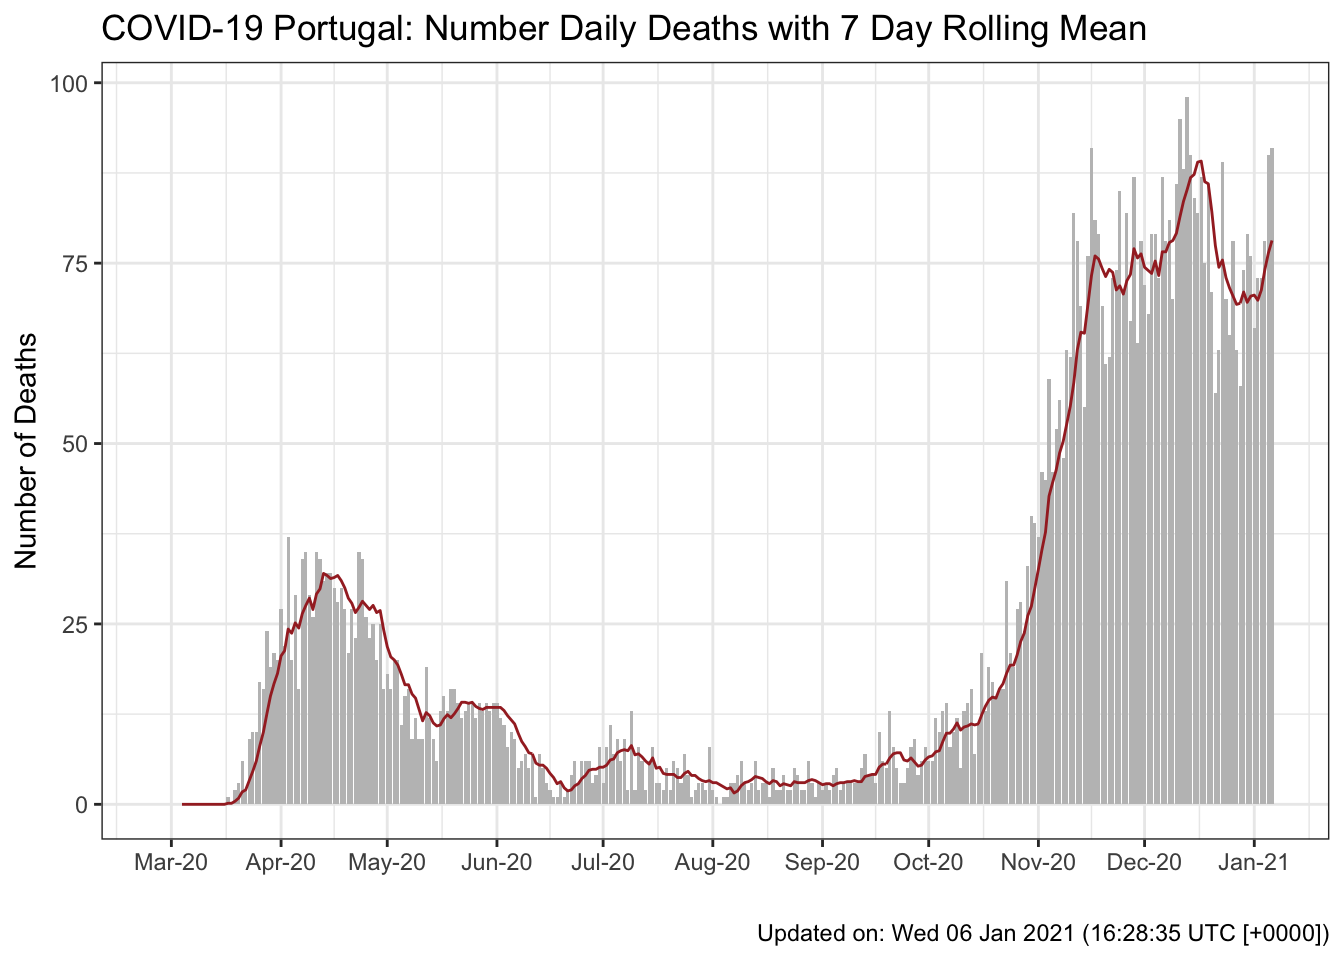 COVID-19 Portugal: Number Daily Deaths with 7 Day Rolling Mean
Number of Deaths
100
75
50
25
0
Mar-20 Apr-20 May-20 Jun-20 Jul-20 Aug-20 Sep-20 Oct-20 Nov-20 Dec-20 Jan-21
Updated on: Wed 06 Jan 2021 (16:28:35 UTC [+0000])